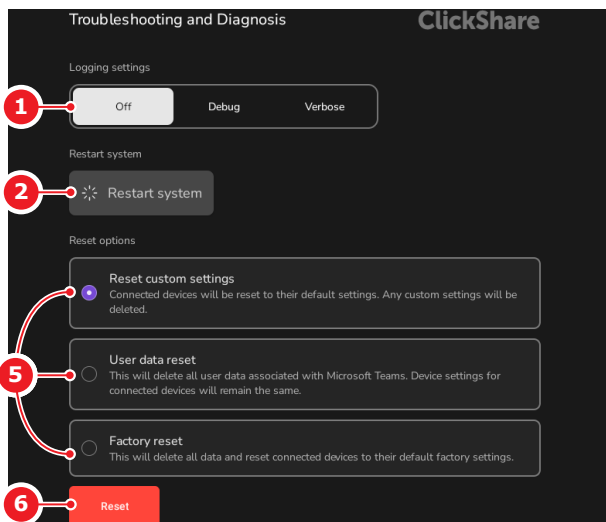 Troubleshooting and Diagnosis
ClickShare
Logging settings
1
Off
Debug
Verbose
Restart system
2
Restart system
Reset options
Reset custom settings
Connected devices will be reset to their default settings. Any custom settings will be
deleted.
5
User data reset
This will delete all user data associated with Microsoft Teams. Device settings for
connected devices will remain the same.
Factory reset
This will delete all data and reset connected devices to their default factory settings.
6
Reset